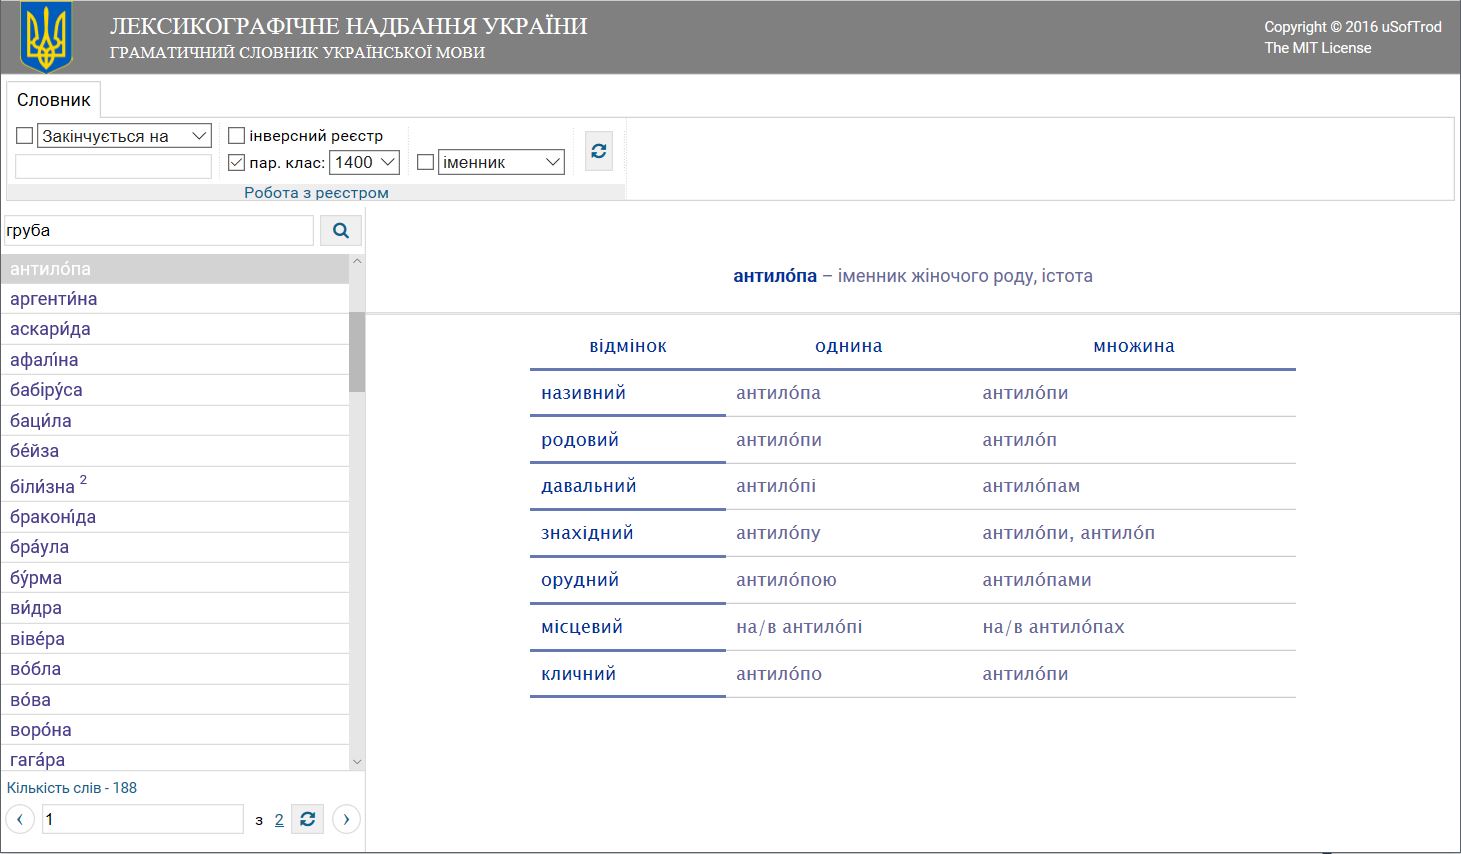 ЛЕКСИКОГРАФІЧНЕ НАДБАННЯ УКРАЇНИ
ГРАМАТИЧНИЙ СЛОВНИК УКРАЇНСЬКОЇ МОВИ
Copyright © 2016 uSofTrod
The MIT License
Словник
Закінчується на
інверсний реєстр
пар. клас: 1400
іменник
Робота з реєстром
груба
антило́па
аргенти́на
аскари́да
афалі́на
бабіру́са
баци́ла
бе́йза
біли́зна 2
браконі́да
бра́ула
бу́рма
ви́дра
віве́ра
во́бла
во́ва
воро́на
гага́ра
Кількість слів - 188
1 з 2
антило́па – іменник жіночого роду, істота
відмінок однина множина
називний антило́па антило́пи
родовий антило́пи антило́п
давальний антило́пі антило́пам
знахідний антило́пу антило́пи, антило́п
орудний антило́пою антило́пами
місцевий на/в антило́пі на/в антило́пах
кличний антило́по антило́пи